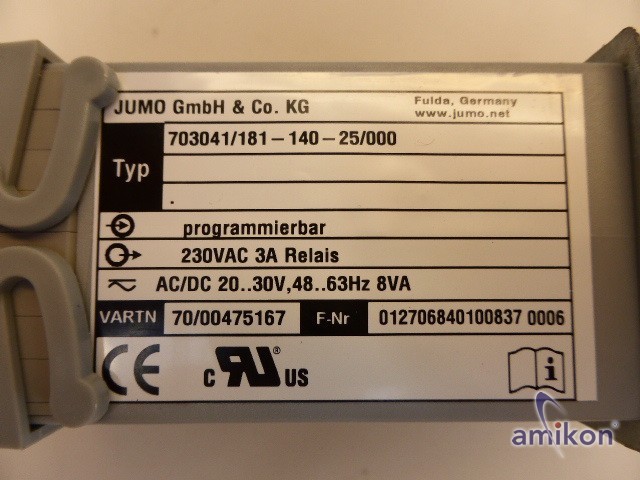 JUMO GmbH & Co. KG
Fulda, Germany
www.jumo.net
Typ
703041/181-140-25/000
.
programmierbar
230VAC 3A Relais
AC/DC 20..30V,48..63Hz 8VA
VARTN 70/00475167 F-Nr 012706840100837 0006
CE c RU ® US i
amikon®